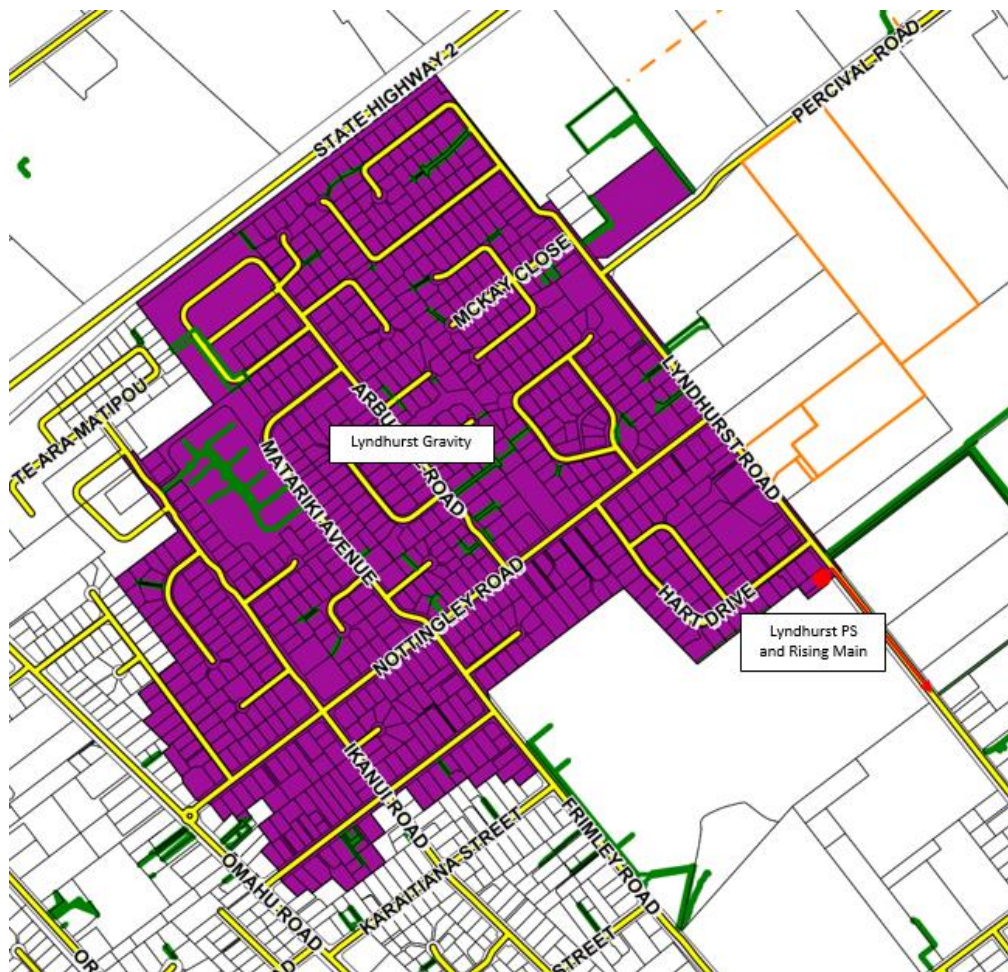 STATE HIGHWAY 2
PERCIVAL ROAD
MCKAY CLOSE
LYNDHURST ROAD
TE ARA MATIPOU
Lyndhurst Gravity
MATARIKI AVENUE
ROAD
NOTTINGLEY ROAD
HART DRIVE
Lyndhurst PS
and Rising Main
IKANUI ROAD
FRIMLEY ROAD
OMAHU ROAD
KARAITIANA STREET
STREET